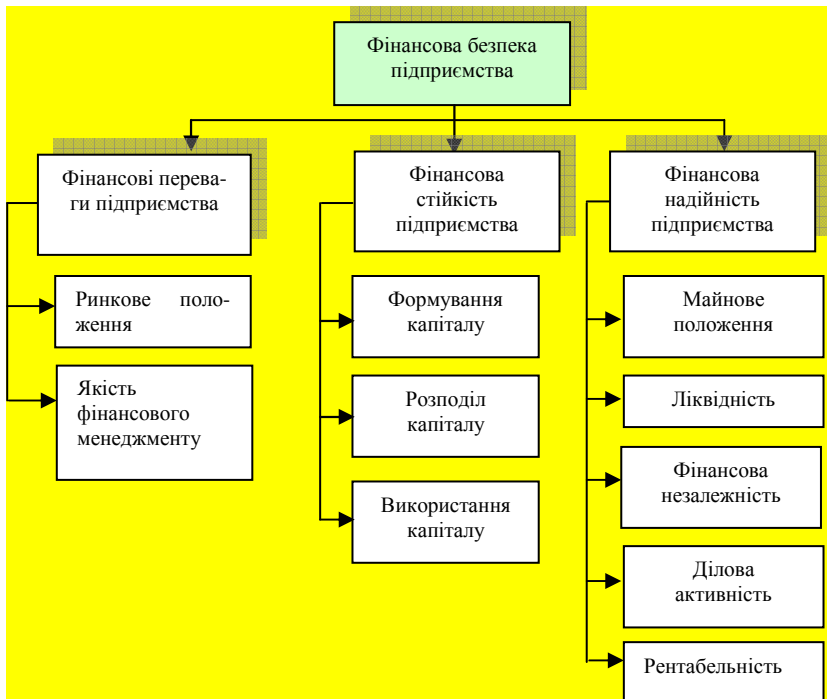 Фінансова безпека
підприємства
Фінансові перева-
ги підприємства
Ринкове поло-
ження
Якість
фінансового
менеджменту
Фінансова
стійкість
підприємства
Формування
капіталу
Розподіл
капіталу
Використання
капіталу
Фінансова
надійність
підприємства
Майнове
положення
Ліквідність
Фінансова
незалежність
Ділова
активність
Рентабельність